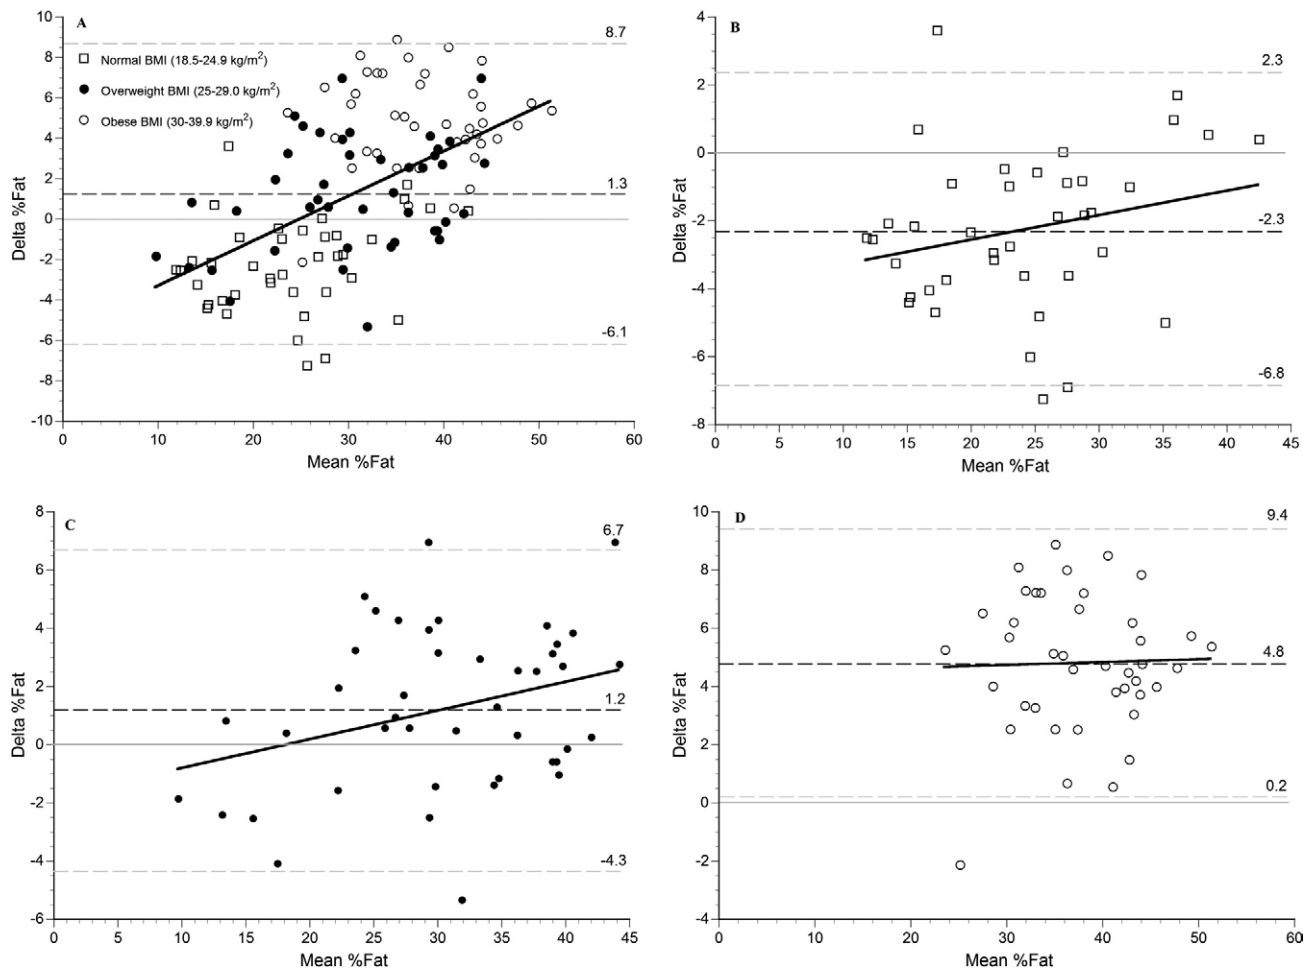 A
10
8
6
4
2
0
-2
-4
-6
-8
-10
Delta %Fat
Normal BMI (18.5-24.9 kg/m²)
Overweight BMI (25-29.0 kg/m²)
Obese BMI (30-39.9 kg/m²)
8.7
1.3
-6.1
0 10 20 30 40 50 60
Mean %Fat
B
4
2
0
-2
-4
-6
-8
Delta %Fat
2.3
-2.3
-6.8
0 5 10 15 20 25 30 35 40 45
Mean %Fat
C
8
6
4
2
0
-2
-4
-6
Delta %Fat
6.7
1.2
-4.3
0 5 10 15 20 25 30 35 40 45
Mean %Fat
D
10
8
6
4
2
0
-2
-4
Delta %Fat
9.4
4.8
0.2
0 10 20 30 40 50 60
Mean %Fat